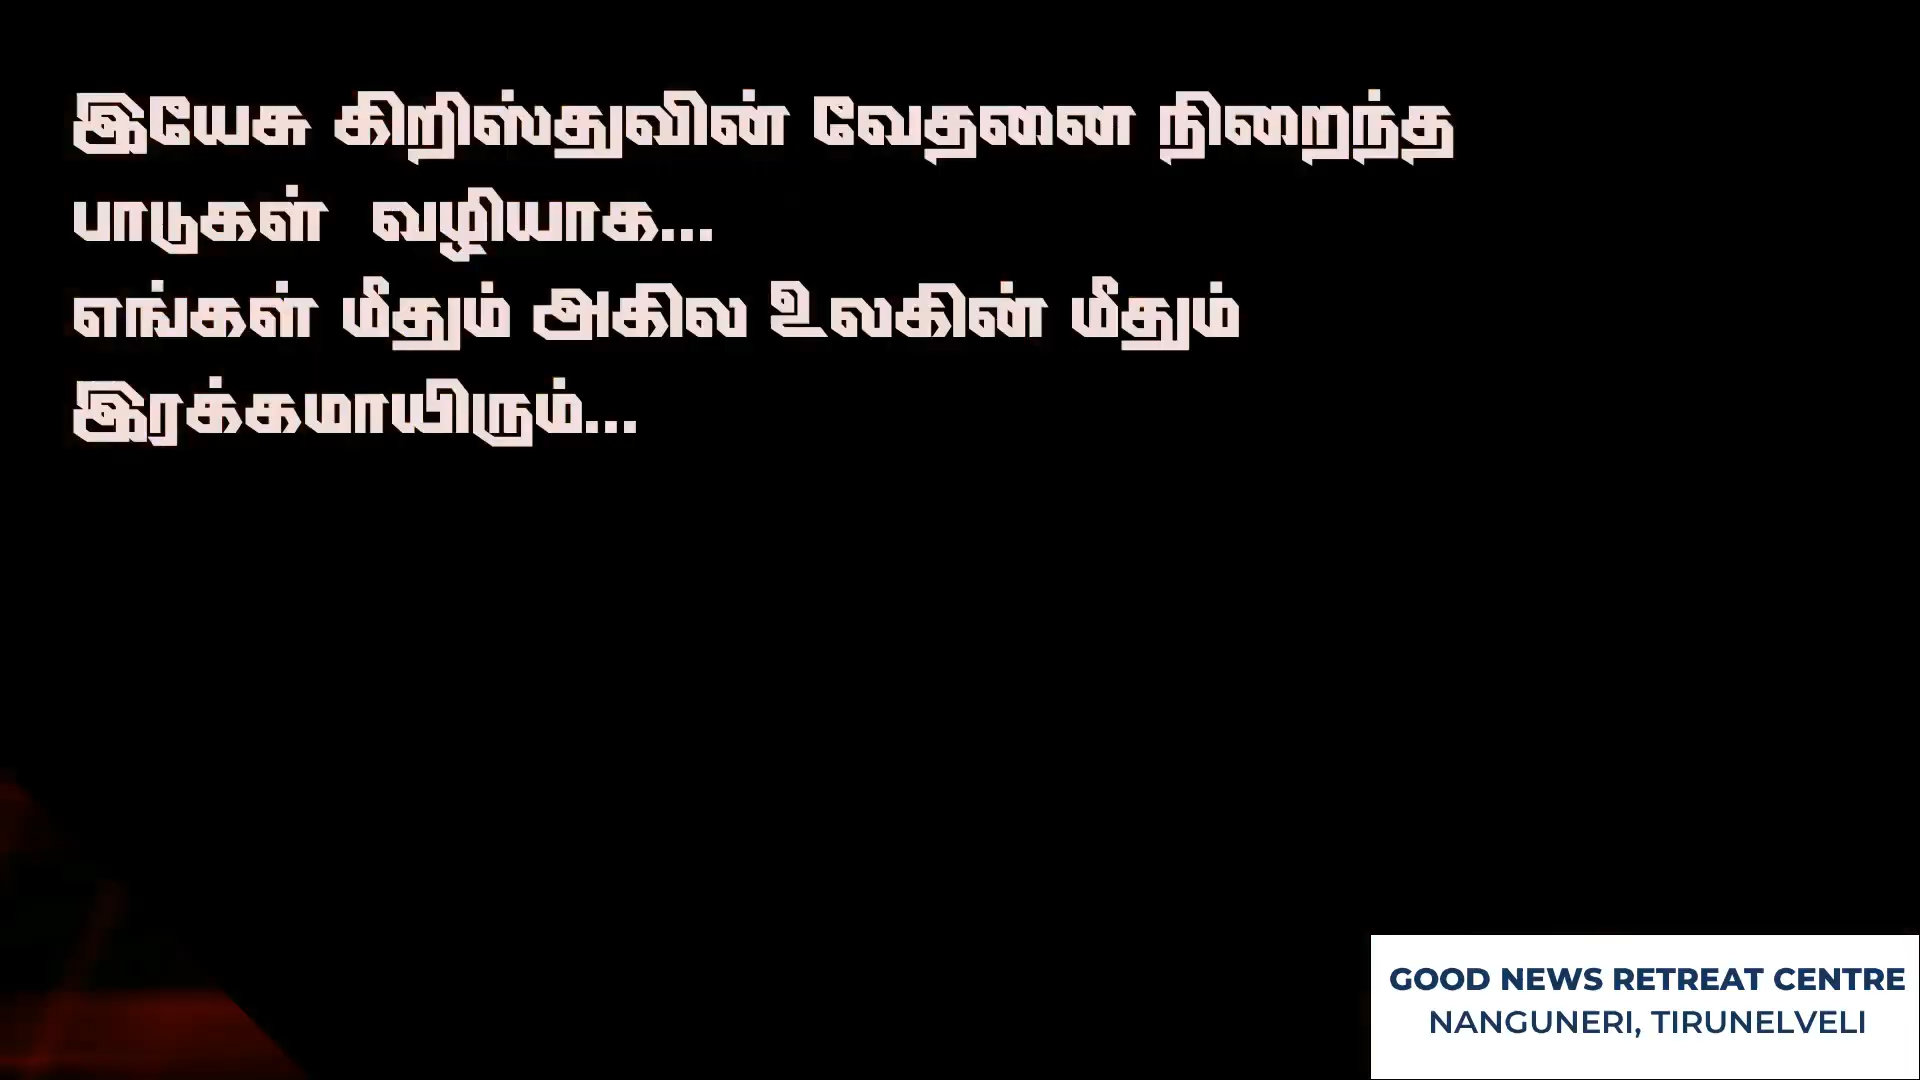 இயேசு கிறிஸ்துவின் வேதனை நிறைந்த
பாடுகள் வழியாக...
எங்கள் மீதும் அகில உலகின் மீதும்
இரக்கமாயிரும்...
GOOD NEWS RETREAT CENTRE
NANGUNERI, TIRUNELVELI